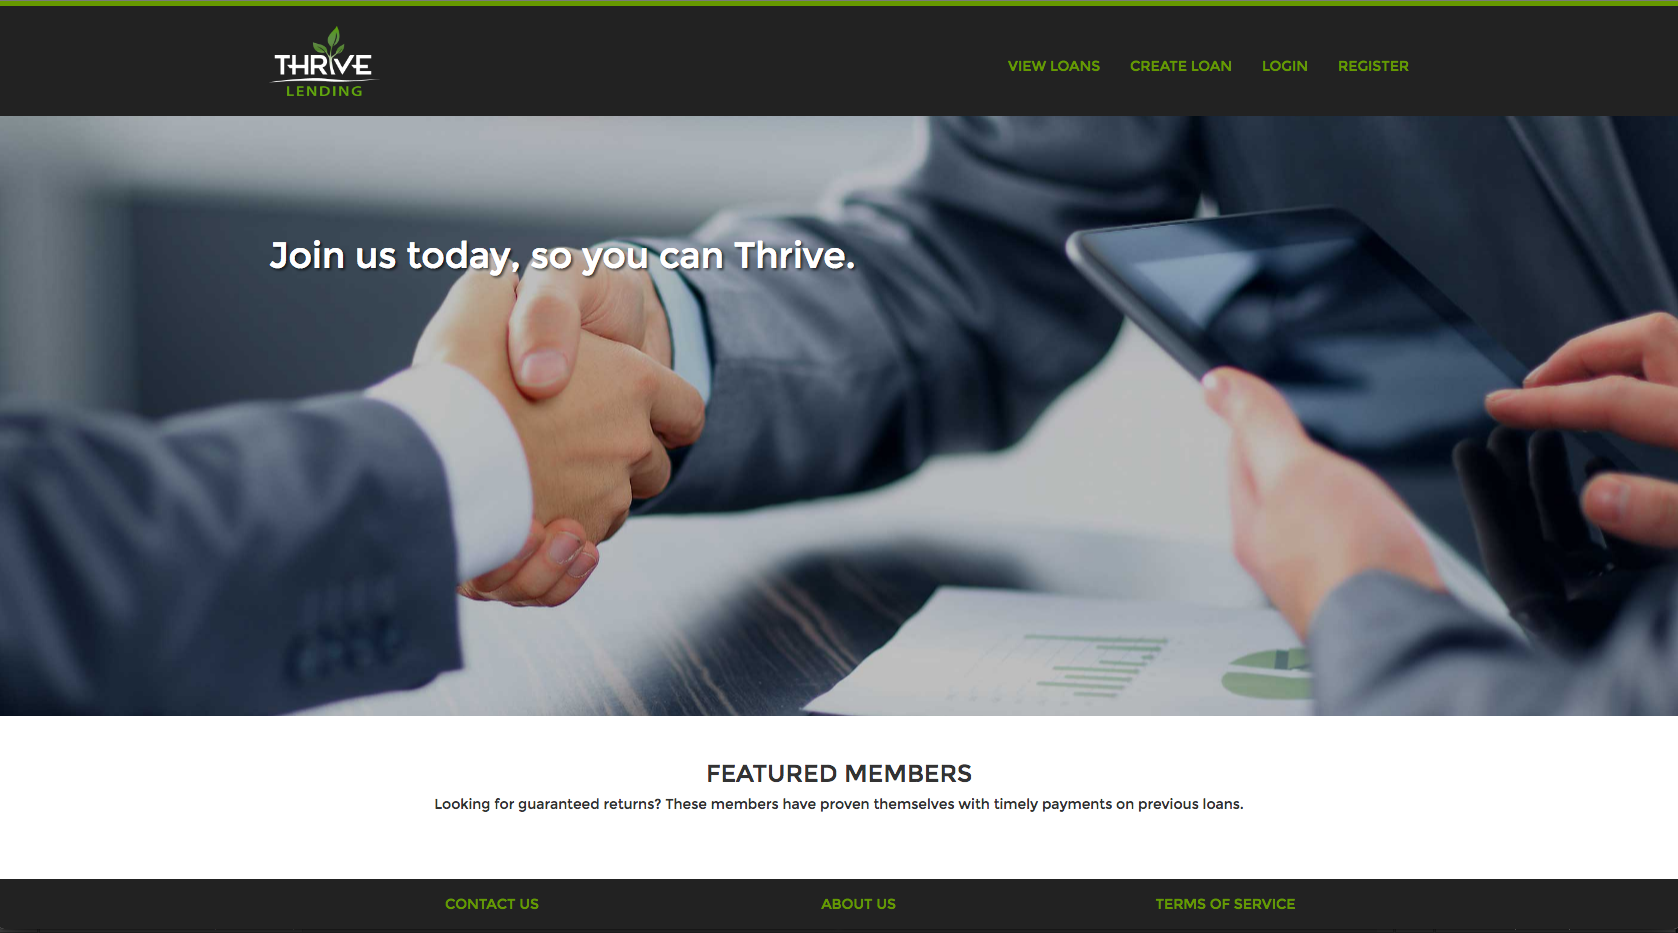 THRIVE
LENDING
VIEW LOANS
CREATE LOAN
LOGIN
REGISTER
Join us today, so you can Thrive.
FEATURED MEMBERS
Looking for guaranteed returns? These members have proven themselves with timely payments on previous loans.
CONTACT US
ABOUT US
TERMS OF SERVICE